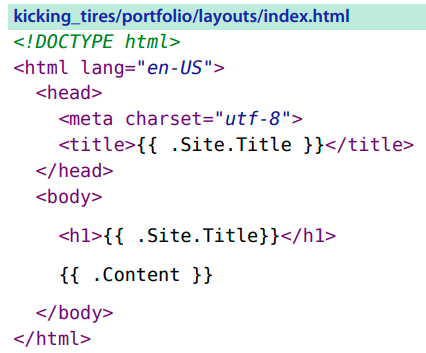 kicking_tires/portfolio/layouts/index.html
<!DOCTYPE html>
<html lang="en-US">
  <head>
    <meta charset="utf-8">
    <title>{{ .Site.Title }}</title>
  </head>
  <body>
    <h1>{{ .Site.Title}}</h1>
    {{ .Content }}
  </body>
</html>